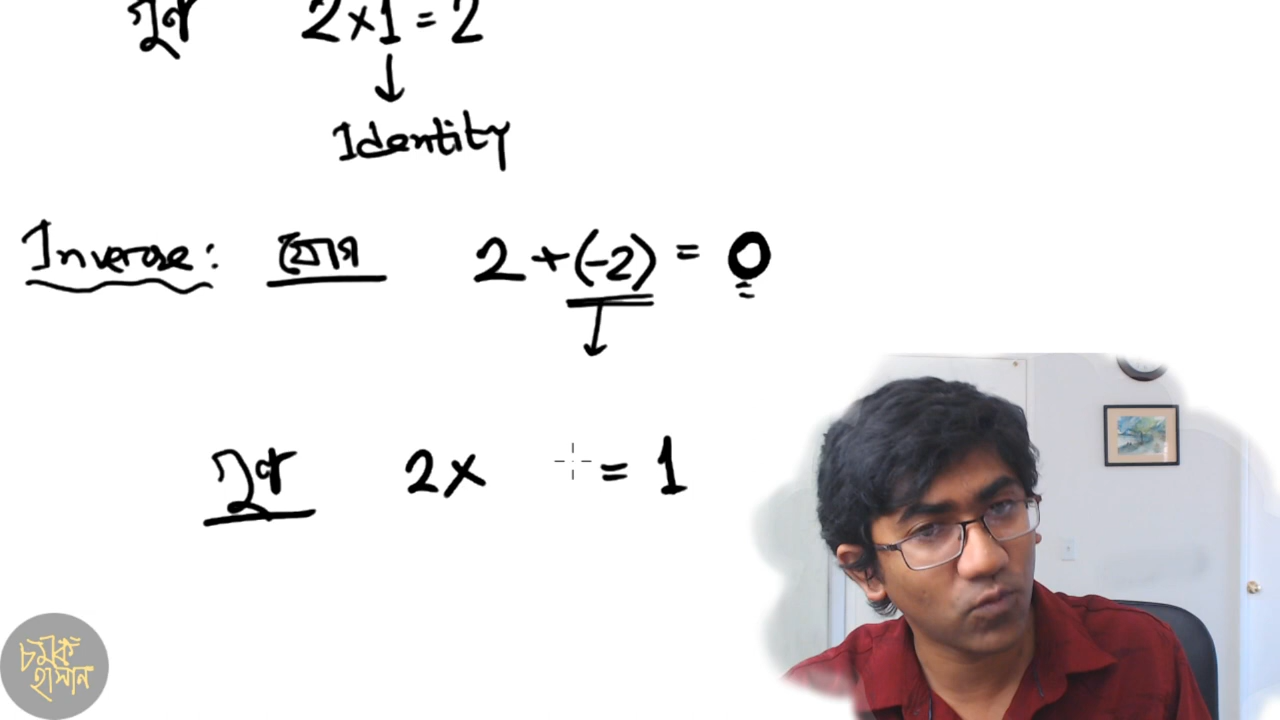 গুণ 2×1=2
↓
Identity
Inverse: যোগ 2+(-2) = 0
↓
গুণ 2× = 1
চমক
হাসান